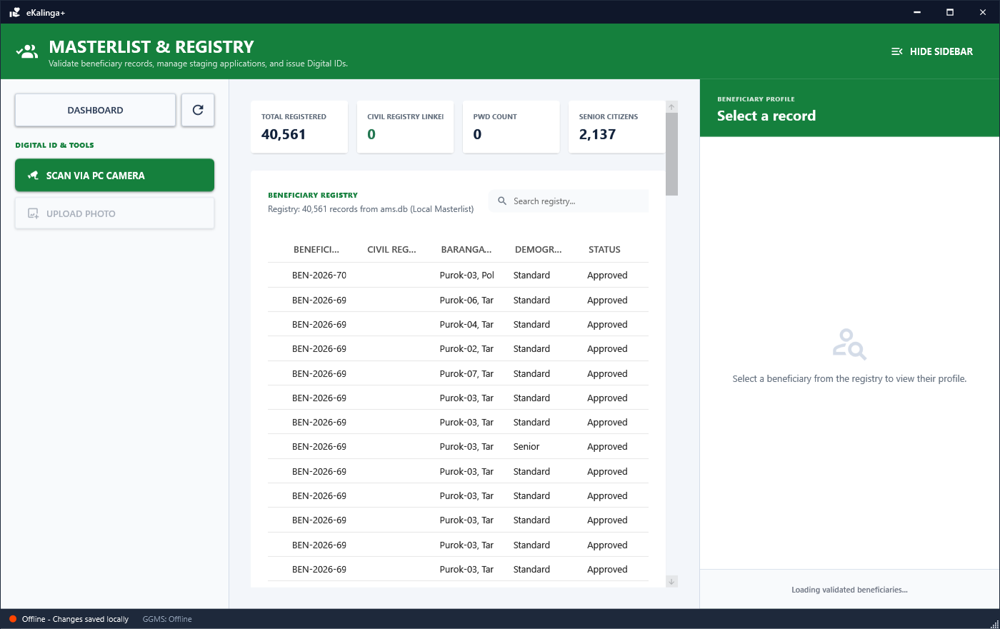 eKalinga+
MASTERLIST & REGISTRY
Validate beneficiary records, manage staging applications, and issue Digital IDs.
HIDE SIDEBAR
DASHBOARD
DIGITAL ID & TOOLS
SCAN VIA PC CAMERA
UPLOAD PHOTO
TOTAL REGISTERED
40,561
CIVIL REGISTRY LINKE
0
PWD COUNT
0
SENIOR CITIZENS
2,137
BENEFICIARY REGISTRY
Registry: 40,561 records from ams.db (Local Masterlist)
Search registry...
BENEFICI... CIVIL REG... BARANGA... DEMOGR... STATUS
BEN-2026-70 Purok-03, Pol Standard Approved
BEN-2026-69 Purok-06, Tar Standard Approved
BEN-2026-69 Purok-04, Tar Standard Approved
BEN-2026-69 Purok-02, Tar Standard Approved
BEN-2026-69 Purok-07, Tar Standard Approved
BEN-2026-69 Purok-03, Tar Standard Approved
BEN-2026-69 Purok-03, Tar Standard Approved
BEN-2026-69 Purok-03, Tar Senior Approved
BEN-2026-69 Purok-03, Tar Standard Approved
BEN-2026-69 Purok-03, Tar Standard Approved
BEN-2026-69 Purok-03, Tar Standard Approved
BEN-2026-69 Purok-03, Tar Standard Approved
BEN-2026-69 Purok-03, Tar Standard Approved
BENEFICIARY PROFILE
Select a record
Select a beneficiary from the registry to view their profile.
Loading validated beneficiaries...
Offline - Changes saved locally
GGMS: Offline